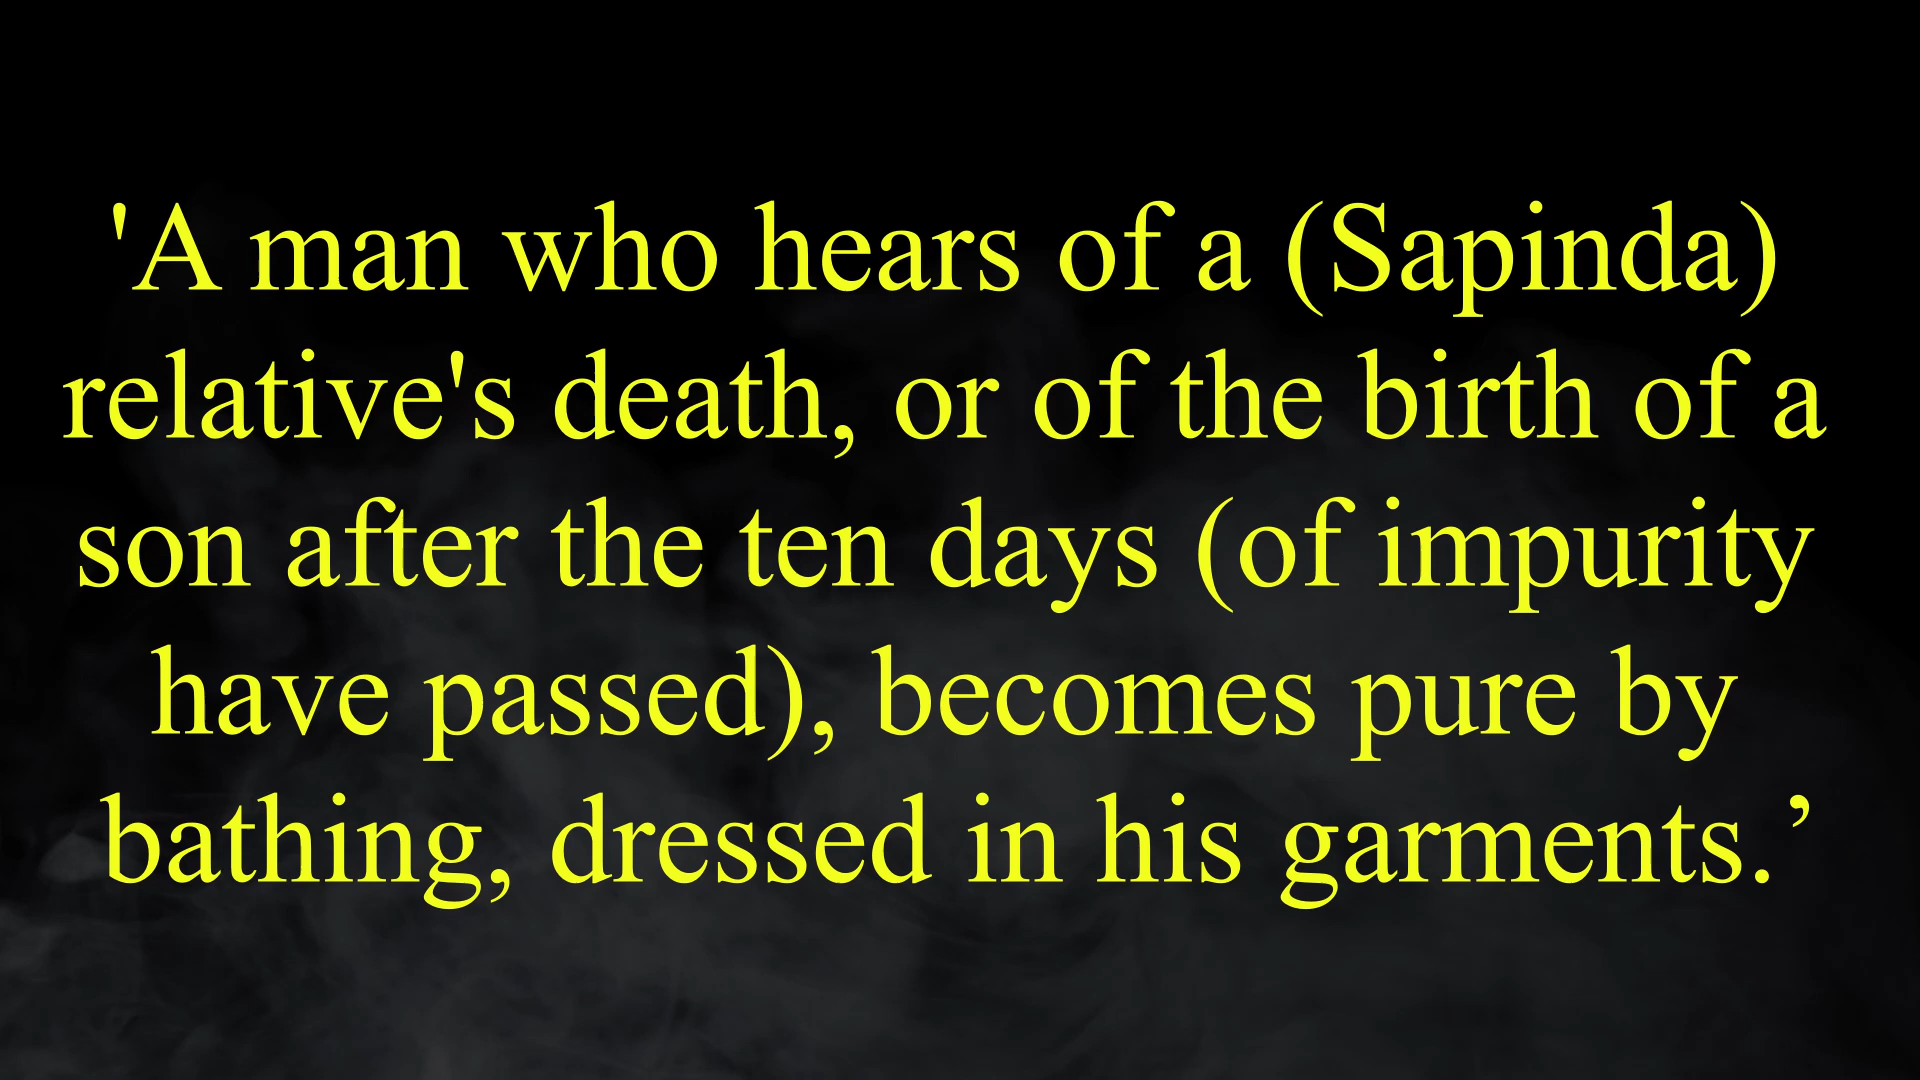 'A man who hears of a (Sapinda)
relative's death, or of the birth of a
son after the ten days (of impurity
have passed), becomes pure by
bathing, dressed in his garments.’